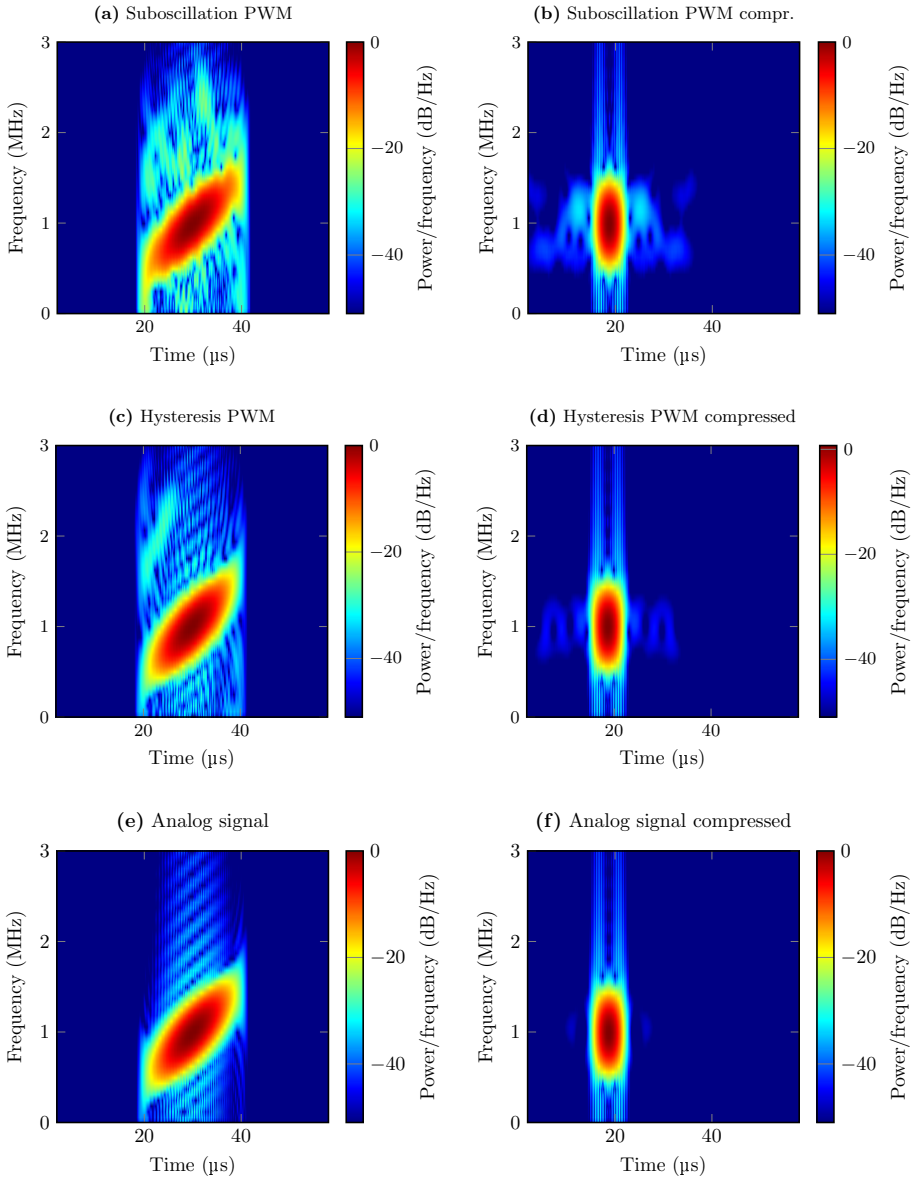 (a) Suboscillation PWM
3
2
1
0
20
40
Frequency (MHz)
Time (µs)
0
−20
−40
Power/frequency (dB/Hz)
(b) Suboscillation PWM compr.
3
2
1
0
20
40
Frequency (MHz)
Time (µs)
0
−20
−40
Power/frequency (dB/Hz)
(c) Hysteresis PWM
3
2
1
0
20
40
Frequency (MHz)
Time (µs)
0
−20
−40
Power/frequency (dB/Hz)
(d) Hysteresis PWM compressed
3
2
1
0
20
40
Frequency (MHz)
Time (µs)
0
−20
−40
Power/frequency (dB/Hz)
(e) Analog signal
3
2
1
0
20
40
Frequency (MHz)
Time (µs)
0
−20
−40
Power/frequency (dB/Hz)
(f) Analog signal compressed
3
2
1
0
20
40
Frequency (MHz)
Time (µs)
0
−20
−40
Power/frequency (dB/Hz)